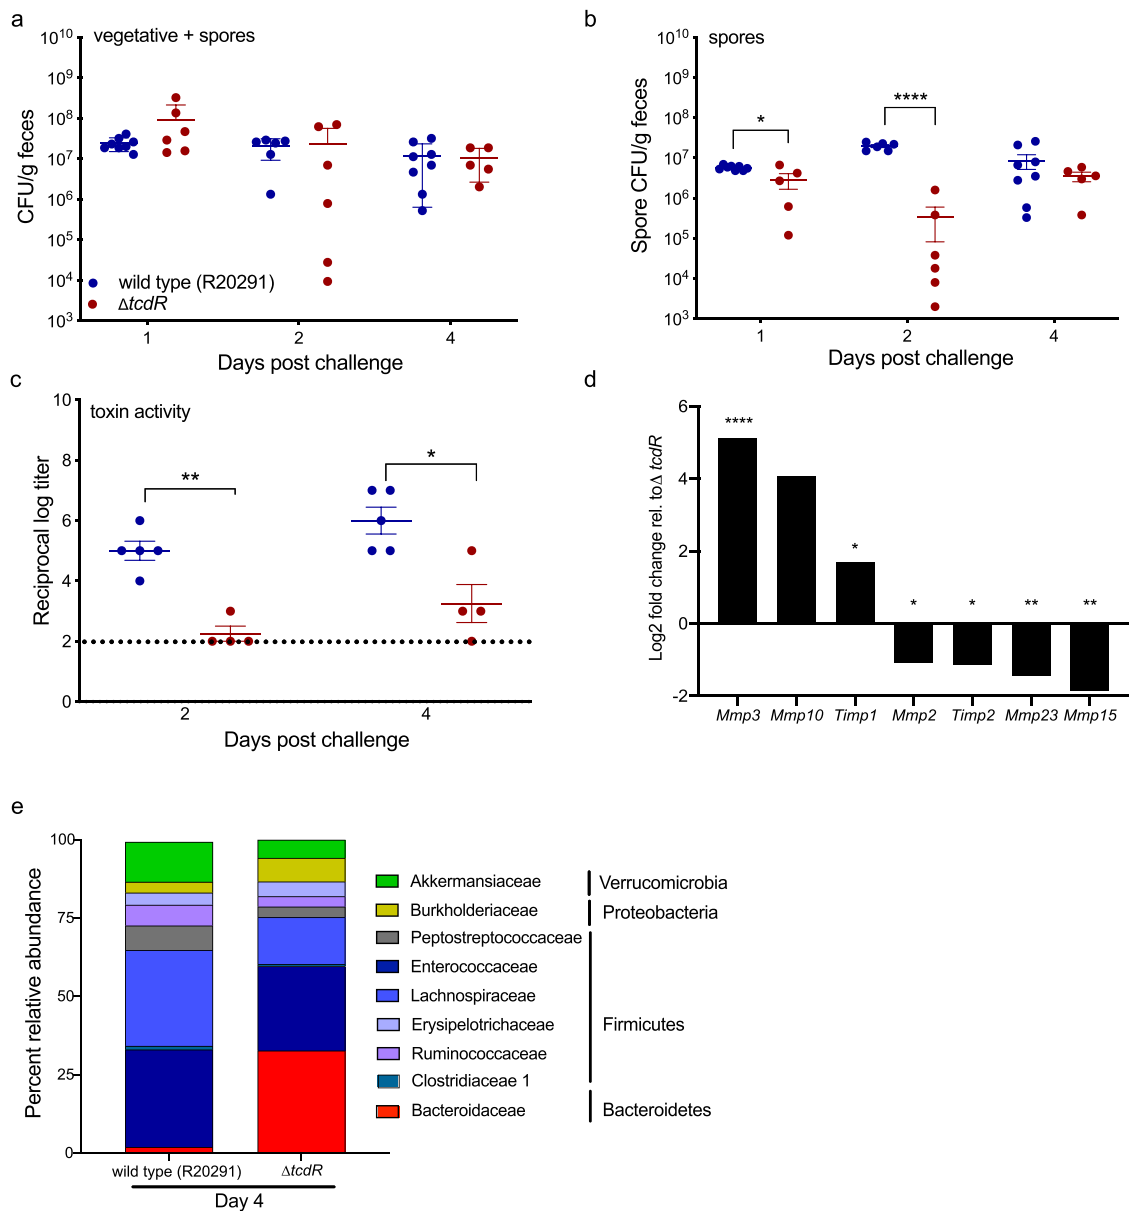 a
vegetative + spores
CFU/g feces
10^10
10^9
10^8
10^7
10^6
10^5
10^4
10^3
wild type (R20291)
ΔtcdR
1
2
4
Days post challenge
b
spores
Spore CFU/g feces
10^10
10^9
10^8
10^7
10^6
10^5
10^4
10^3
*
****
1
2
4
Days post challenge
c
toxin activity
Reciprocal log titer
10
8
6
4
2
0
**
*
2
4
Days post challenge
d
Log2 fold change rel. toΔ tcdR
6
4
2
0
-2
****
*
*
*
**
**
Mmp3 Mmp10 Timp1 Mmp2 Timp2 Mmp23 Mmp15
e
Percent relative abundance
100
75
50
25
0
wild type (R20291)
ΔtcdR
Day 4
Akkermansiaceae
Burkholderiaceae
Peptostreptococcaceae
Enterococcaceae
Lachnospiraceae
Erysipelotrichaceae
Ruminococcaceae
Clostridiaceae 1
Bacteroidaceae
Verrucomicrobia
Proteobacteria
Firmicutes
Bacteroidetes